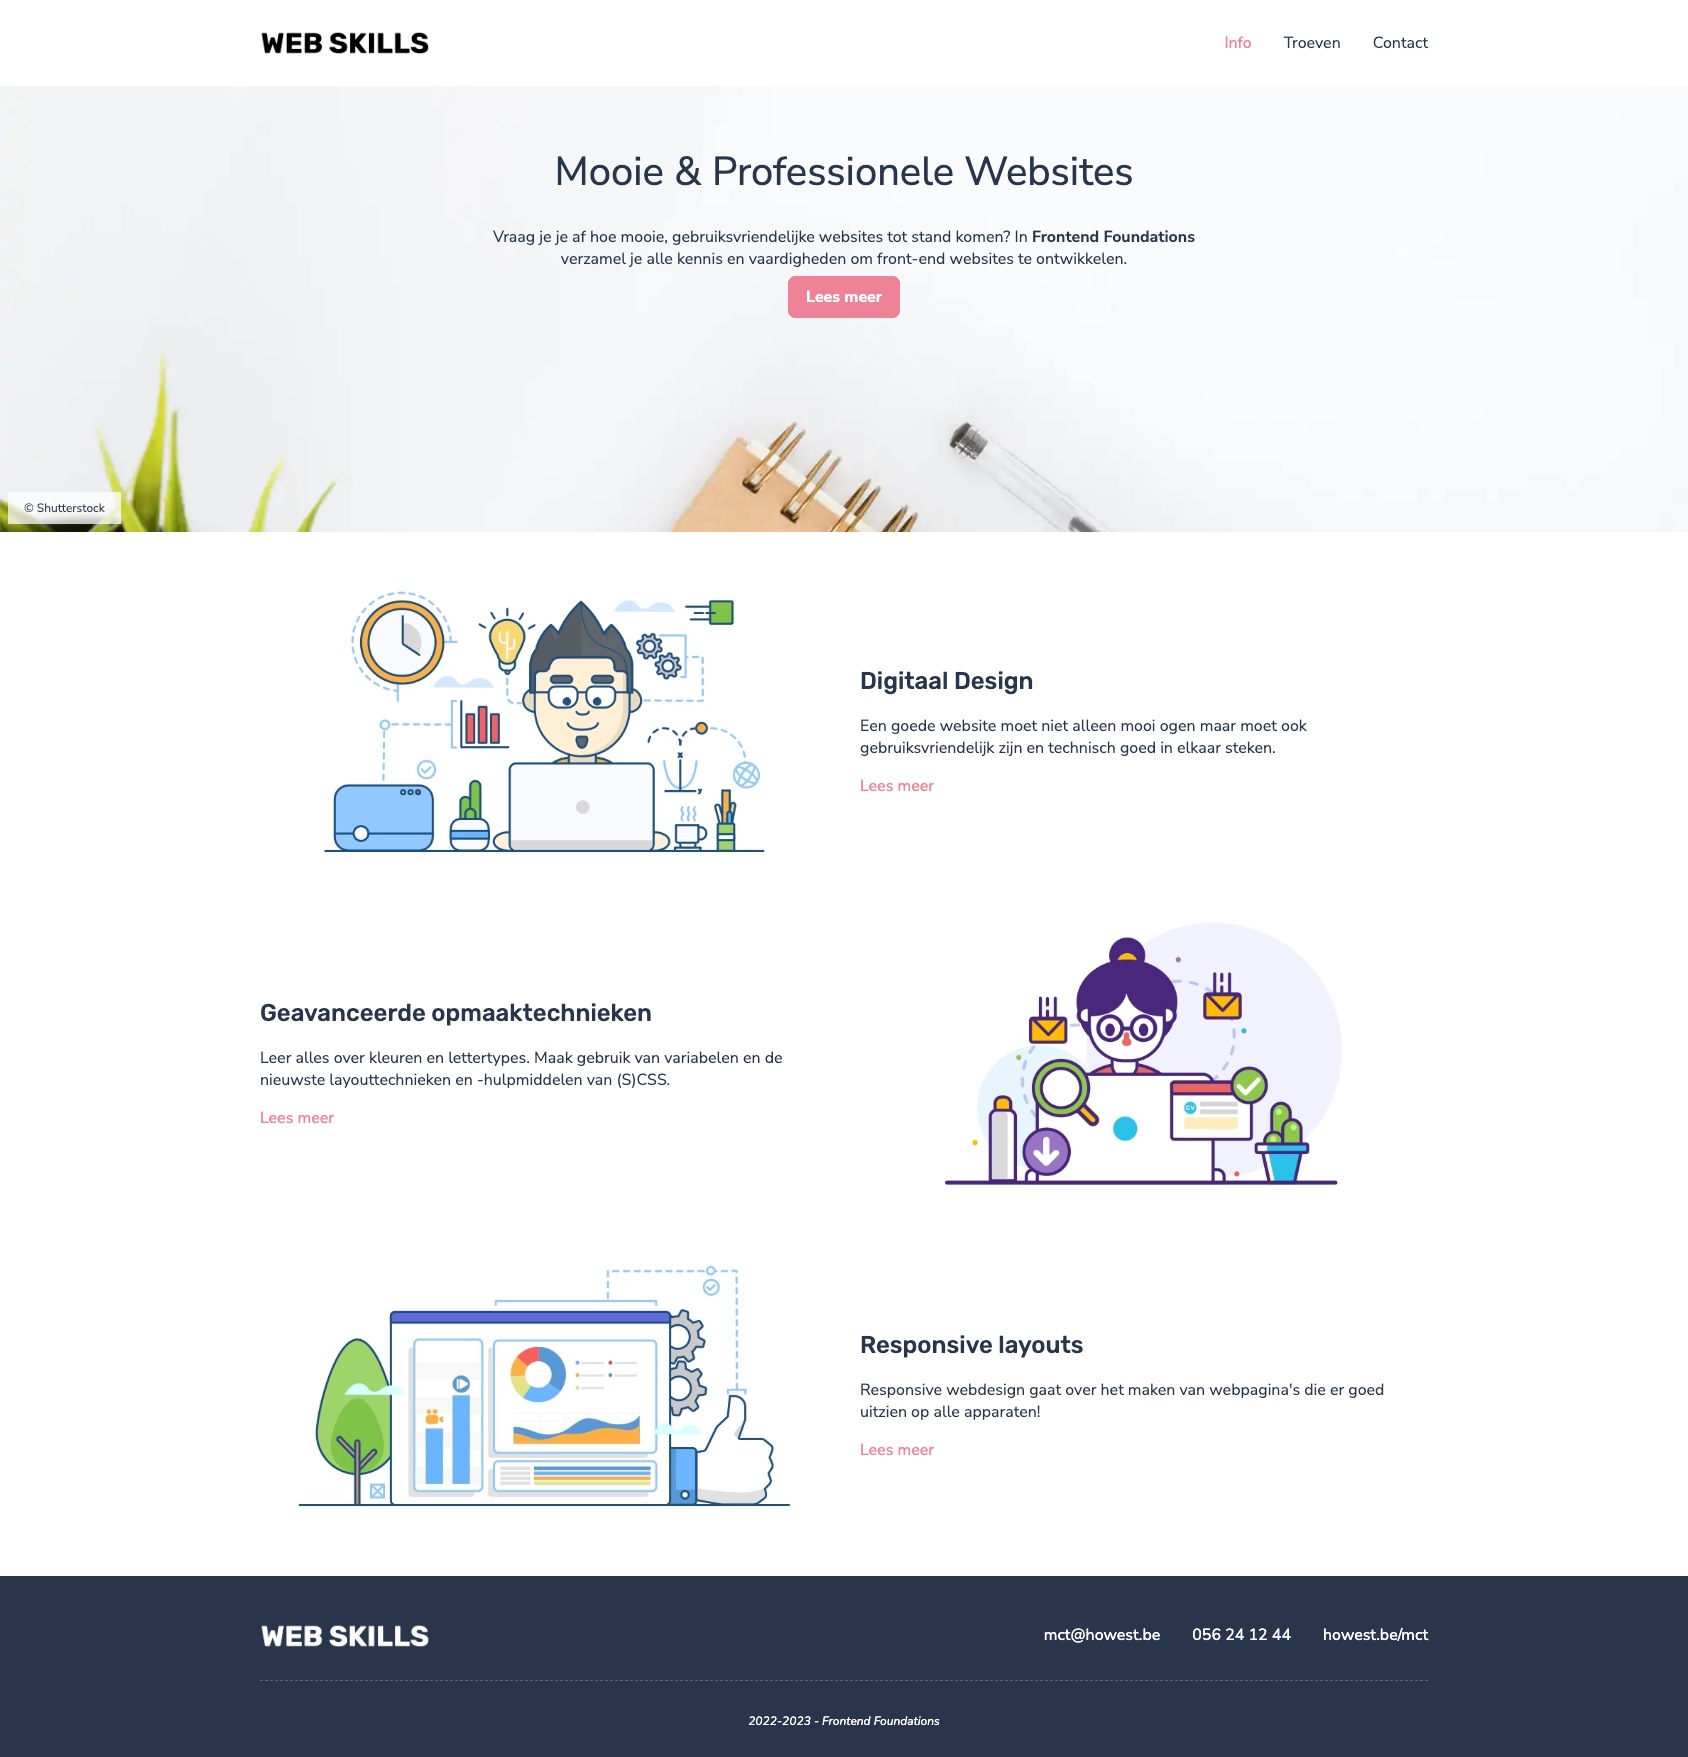 WEB SKILLS
Info Troeven Contact
Mooie & Professionele Websites
Vraag je je af hoe mooie, gebruiksvriendelijke websites tot stand komen? In Frontend Foundations
verzamel je alle kennis en vaardigheden om front-end websites te ontwikkelen.
Lees meer
© Shutterstock
Digitaal Design
Een goede website moet niet alleen mooi ogen maar moet ook
gebruiksvriendelijk zijn en technisch goed in elkaar steken.
Lees meer
Geavanceerde opmaaktechnieken
Leer alles over kleuren en lettertypes. Maak gebruik van variabelen en de
nieuwste layouttechnieken en -hulpmiddelen van (S)CSS.
Lees meer
CV
Responsive layouts
Responsive webdesign gaat over het maken van webpagina's die er goed
uitzien op alle apparaten!
Lees meer
WEB SKILLS
mct@howest.be 056 24 12 44 howest.be/mct
2022-2023 - Frontend Foundations